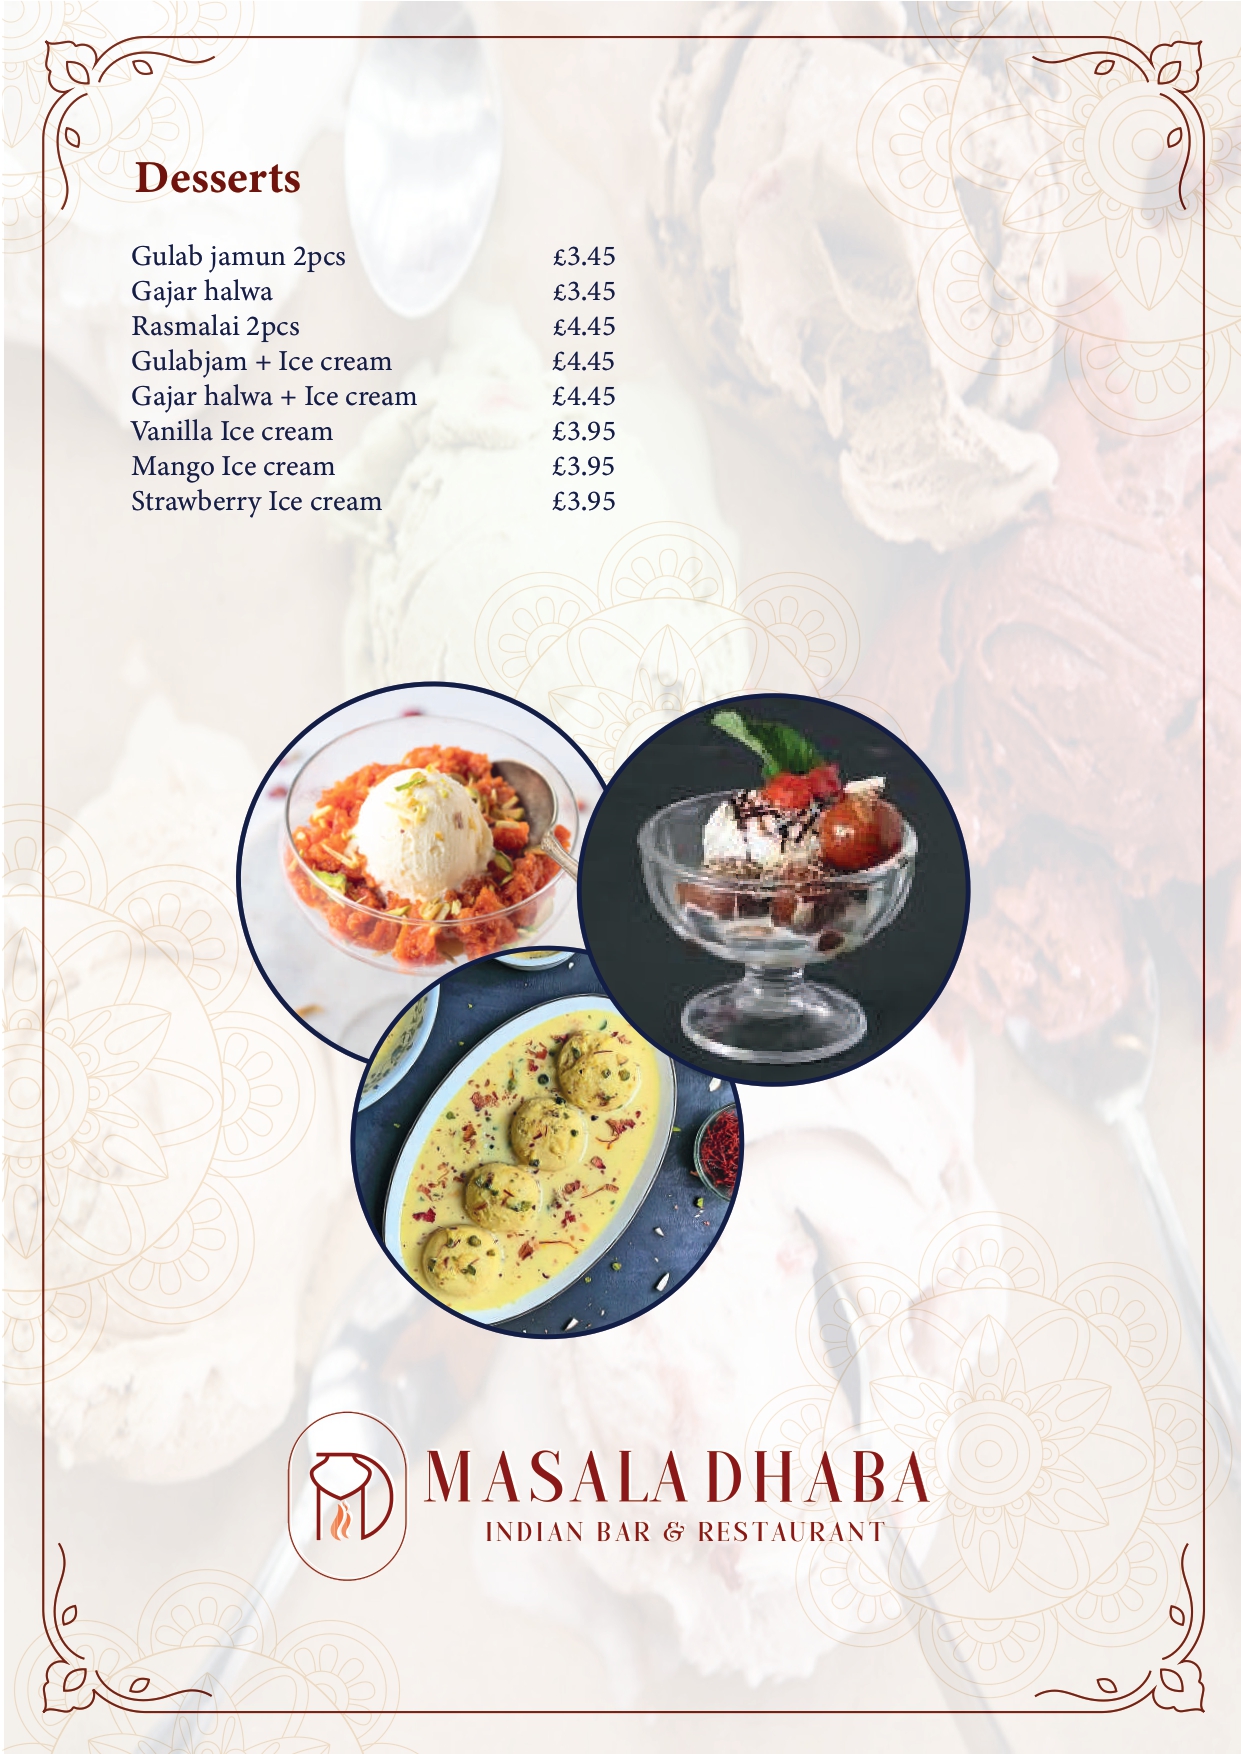 Desserts
Gulab jamun 2pcs £3.45
Gajar halwa £3.45
Rasmalai 2pcs £4.45
Gulabjam + Ice cream £4.45
Gajar halwa + Ice cream £4.45
Vanilla Ice cream £3.95
Mango Ice cream £3.95
Strawberry Ice cream £3.95
MASALA DHABA
INDIAN BAR & RESTAURANT